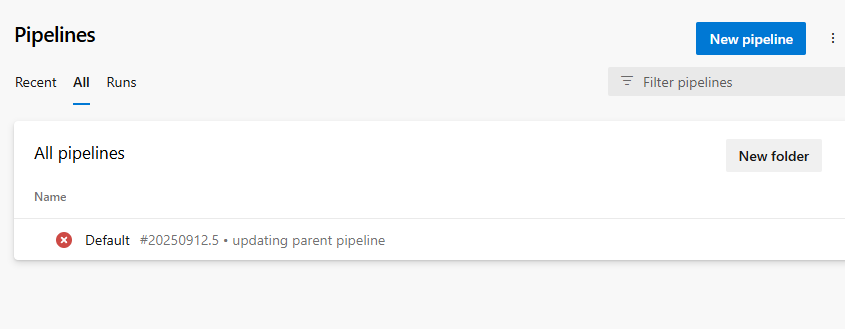 Pipelines
New pipeline
Recent All Runs
Filter pipelines
All pipelines
New folder
Name
Default #20250912.5 • updating parent pipeline